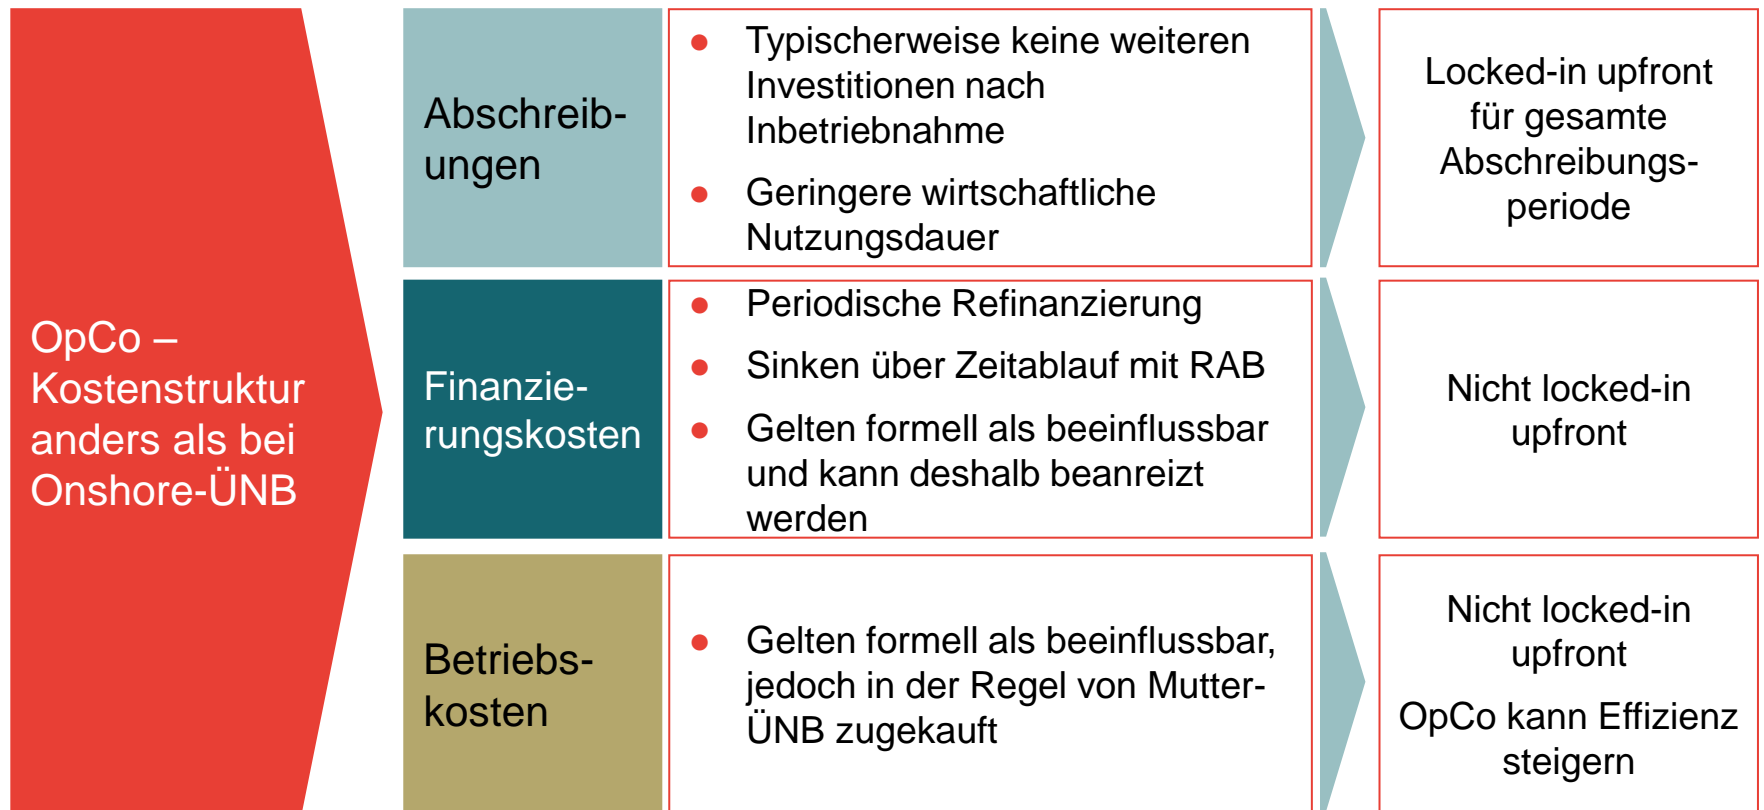 OpCo –
Kostenstruktur
anders als bei
Onshore-ÜNB
Abschreib-
ungen
● Typischerweise keine weiteren
Investitionen nach
Inbetriebnahme
● Geringere wirtschaftliche
Nutzungsdauer
Locked-in upfront
für gesamte
Abschreibungs-
periode
Finanzie-
rungskosten
● Periodische Refinanzierung
● Sinken über Zeitablauf mit RAB
● Gelten formell als beeinflussbar
und kann deshalb beanreizt
werden
Nicht locked-in
upfront
Betriebs-
kosten
● Gelten formell als beeinflussbar,
jedoch in der Regel von Mutter-
ÜNB zugekauft
Nicht locked-in
upfront
OpCo kann Effizienz
steigern